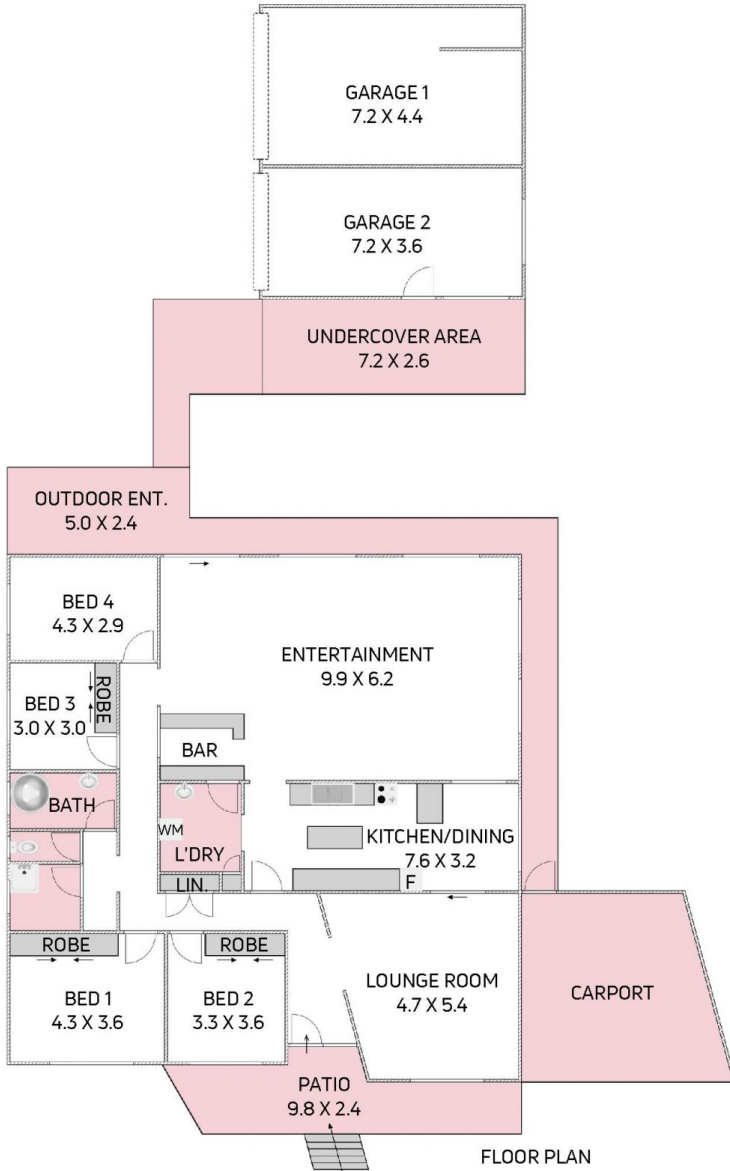 GARAGE 1
7.2 X 4.4
GARAGE 2
7.2 X 3.6
UNDERCOVER AREA
7.2 X 2.6
OUTDOOR ENT.
5.0 X 2.4
BED 4
4.3 X 2.9
ENTERTAINMENT
9.9 X 6.2
BED 3
3.0 X 3.0
ROBE
BAR
BATH
WM
L'DRY
KITCHEN/DINING
7.6 X 3.2
LIN.
F
ROBE
ROBE
BED 1
4.3 X 3.6
BED 2
3.3 X 3.6
LOUNGE ROOM
4.7 X 5.4
CARPORT
PATIO
9.8 X 2.4
FLOOR PLAN